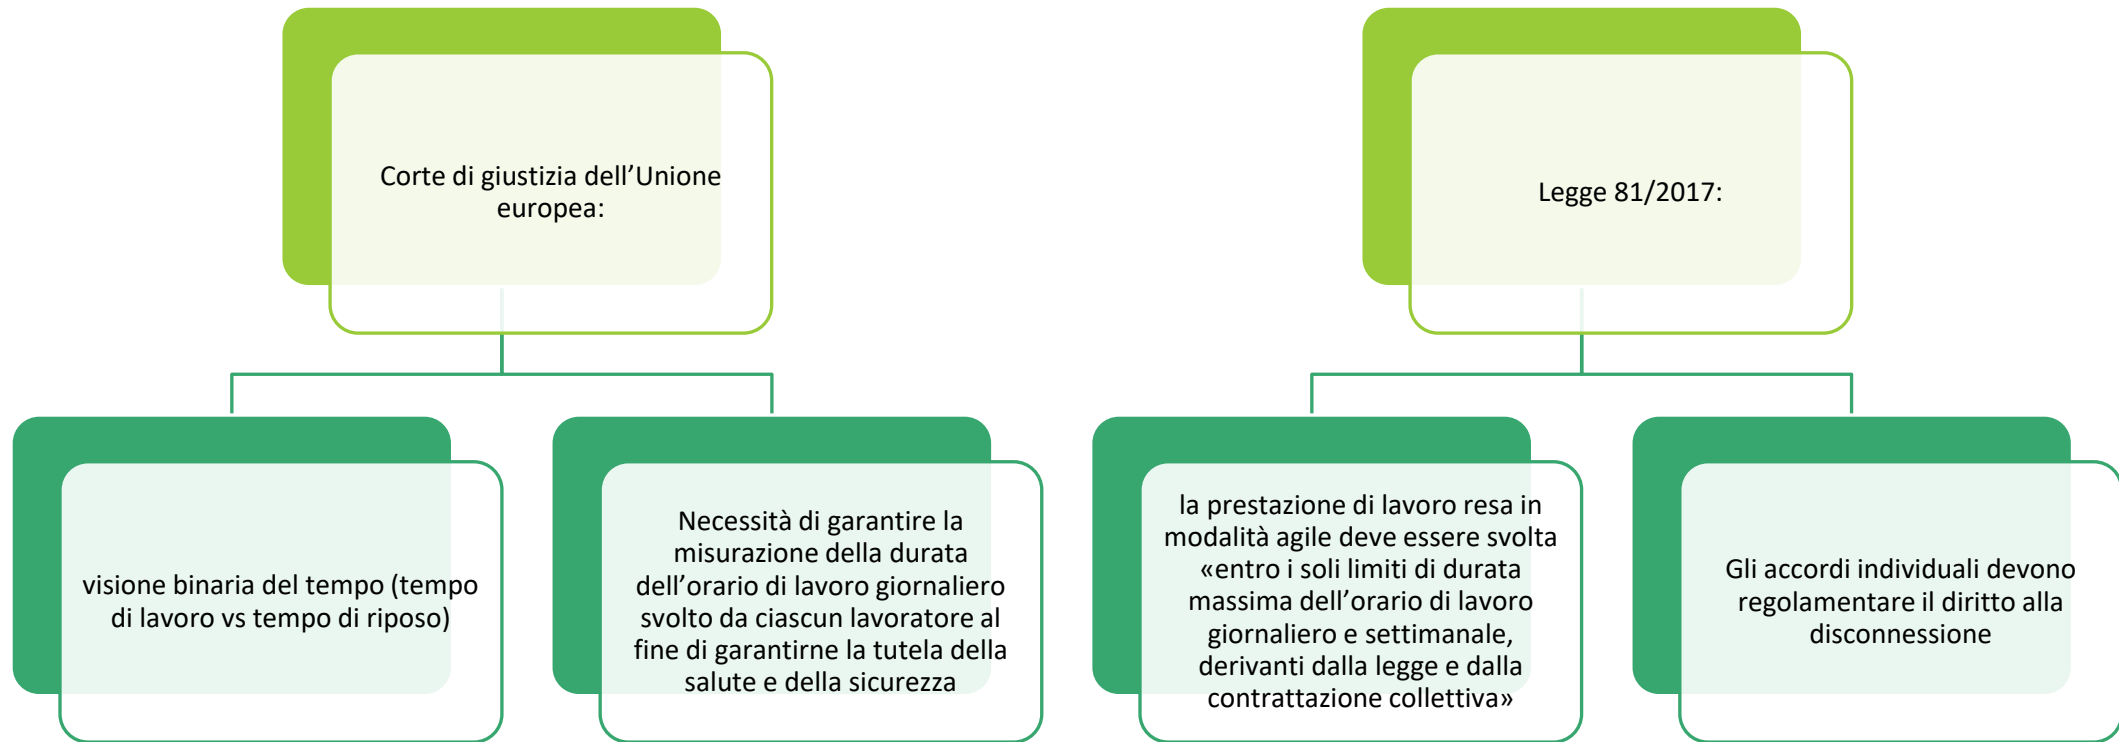 Corte di giustizia dell’Unione
europea:
Legge 81/2017:
visione binaria del tempo (tempo
di lavoro vs tempo di riposo)
Necessità di garantire la
misurazione della durata
dell’orario di lavoro giornaliero
svolto da ciascun lavoratore al
fine di garantirne la tutela della
salute e della sicurezza
la prestazione di lavoro resa in
modalità agile deve essere svolta
«entro i soli limiti di durata
massima dell’orario di lavoro
giornaliero e settimanale,
derivanti dalla legge e dalla
contrattazione collettiva»
Gli accordi individuali devono
regolamentare il diritto alla
disconnessione